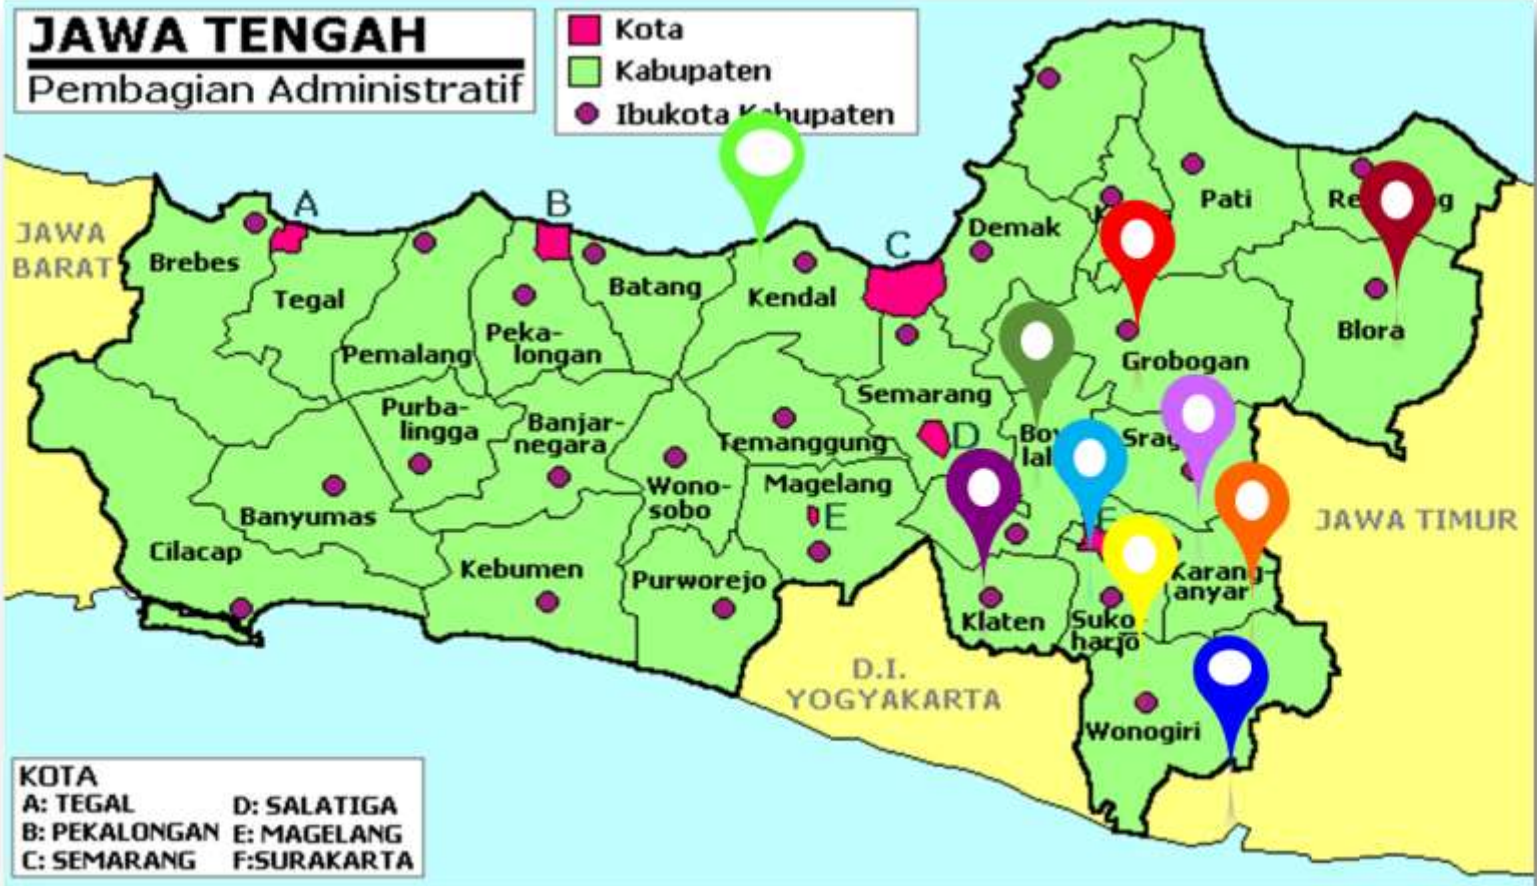 JAWA TENGAH
Pembagian Administratif
Kota
Kabupaten
Ibukota Kabupaten
A
B
C
JAWA
BARAT
Brebes
Tegal
Pemalang
Peka-
longan
Batang
Kendal
Demak
Pati
Blora
Grobogan
Semarang
D
Purba-
lingga
Banjar-
negara
Temanggung
Wono-
sobo
Magelang
E
Banyumas
Cilacap
Kebumen
Purworejo
JAWA TIMUR
Karang-
anyar
Klaten
Suko
harjo
D.I.
YOGYAKARTA
Wonogiri
KOTA
A: TEGAL
B: PEKALONGAN
C: SEMARANG
D: SALATIGA
E: MAGELANG
F:SURAKARTA